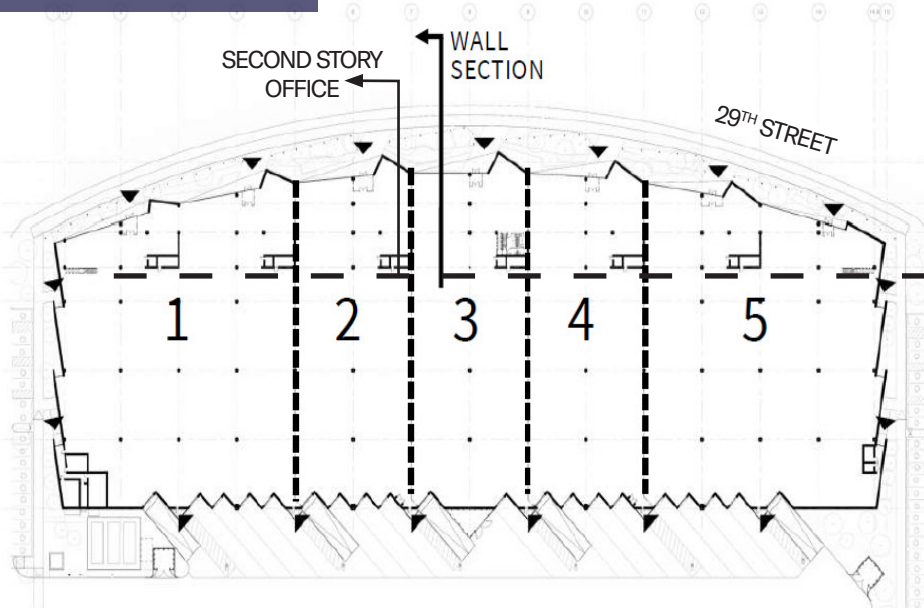 WALL
SECTION
SECOND STORY
OFFICE
29TH STREET
1
2
3
4
5